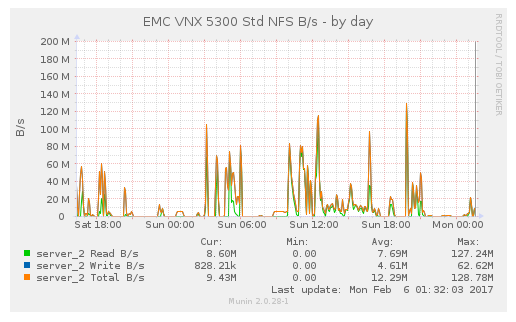 EMC VNX 5300 Std NFS B/s - by day
RRDTOOL / TOBI OETIKER
B/s
200 M
180 M
160 M
140 M
120 M
100 M
80 M
60 M
40 M
20 M
0
Sat 18:00 Sun 00:00 Sun 06:00 Sun 12:00 Sun 18:00 Mon 00:00
Cur: Min: Avg: Max:
server_2 Read B/s 8.60M 0.00 7.69M 127.24M
server_2 Write B/s 828.21k 0.00 4.61M 62.62M
server_2 Total B/s 9.43M 0.00 12.29M 128.78M
Last update: Mon Feb 6 01:32:03 2017
Munin 2.0.28-1